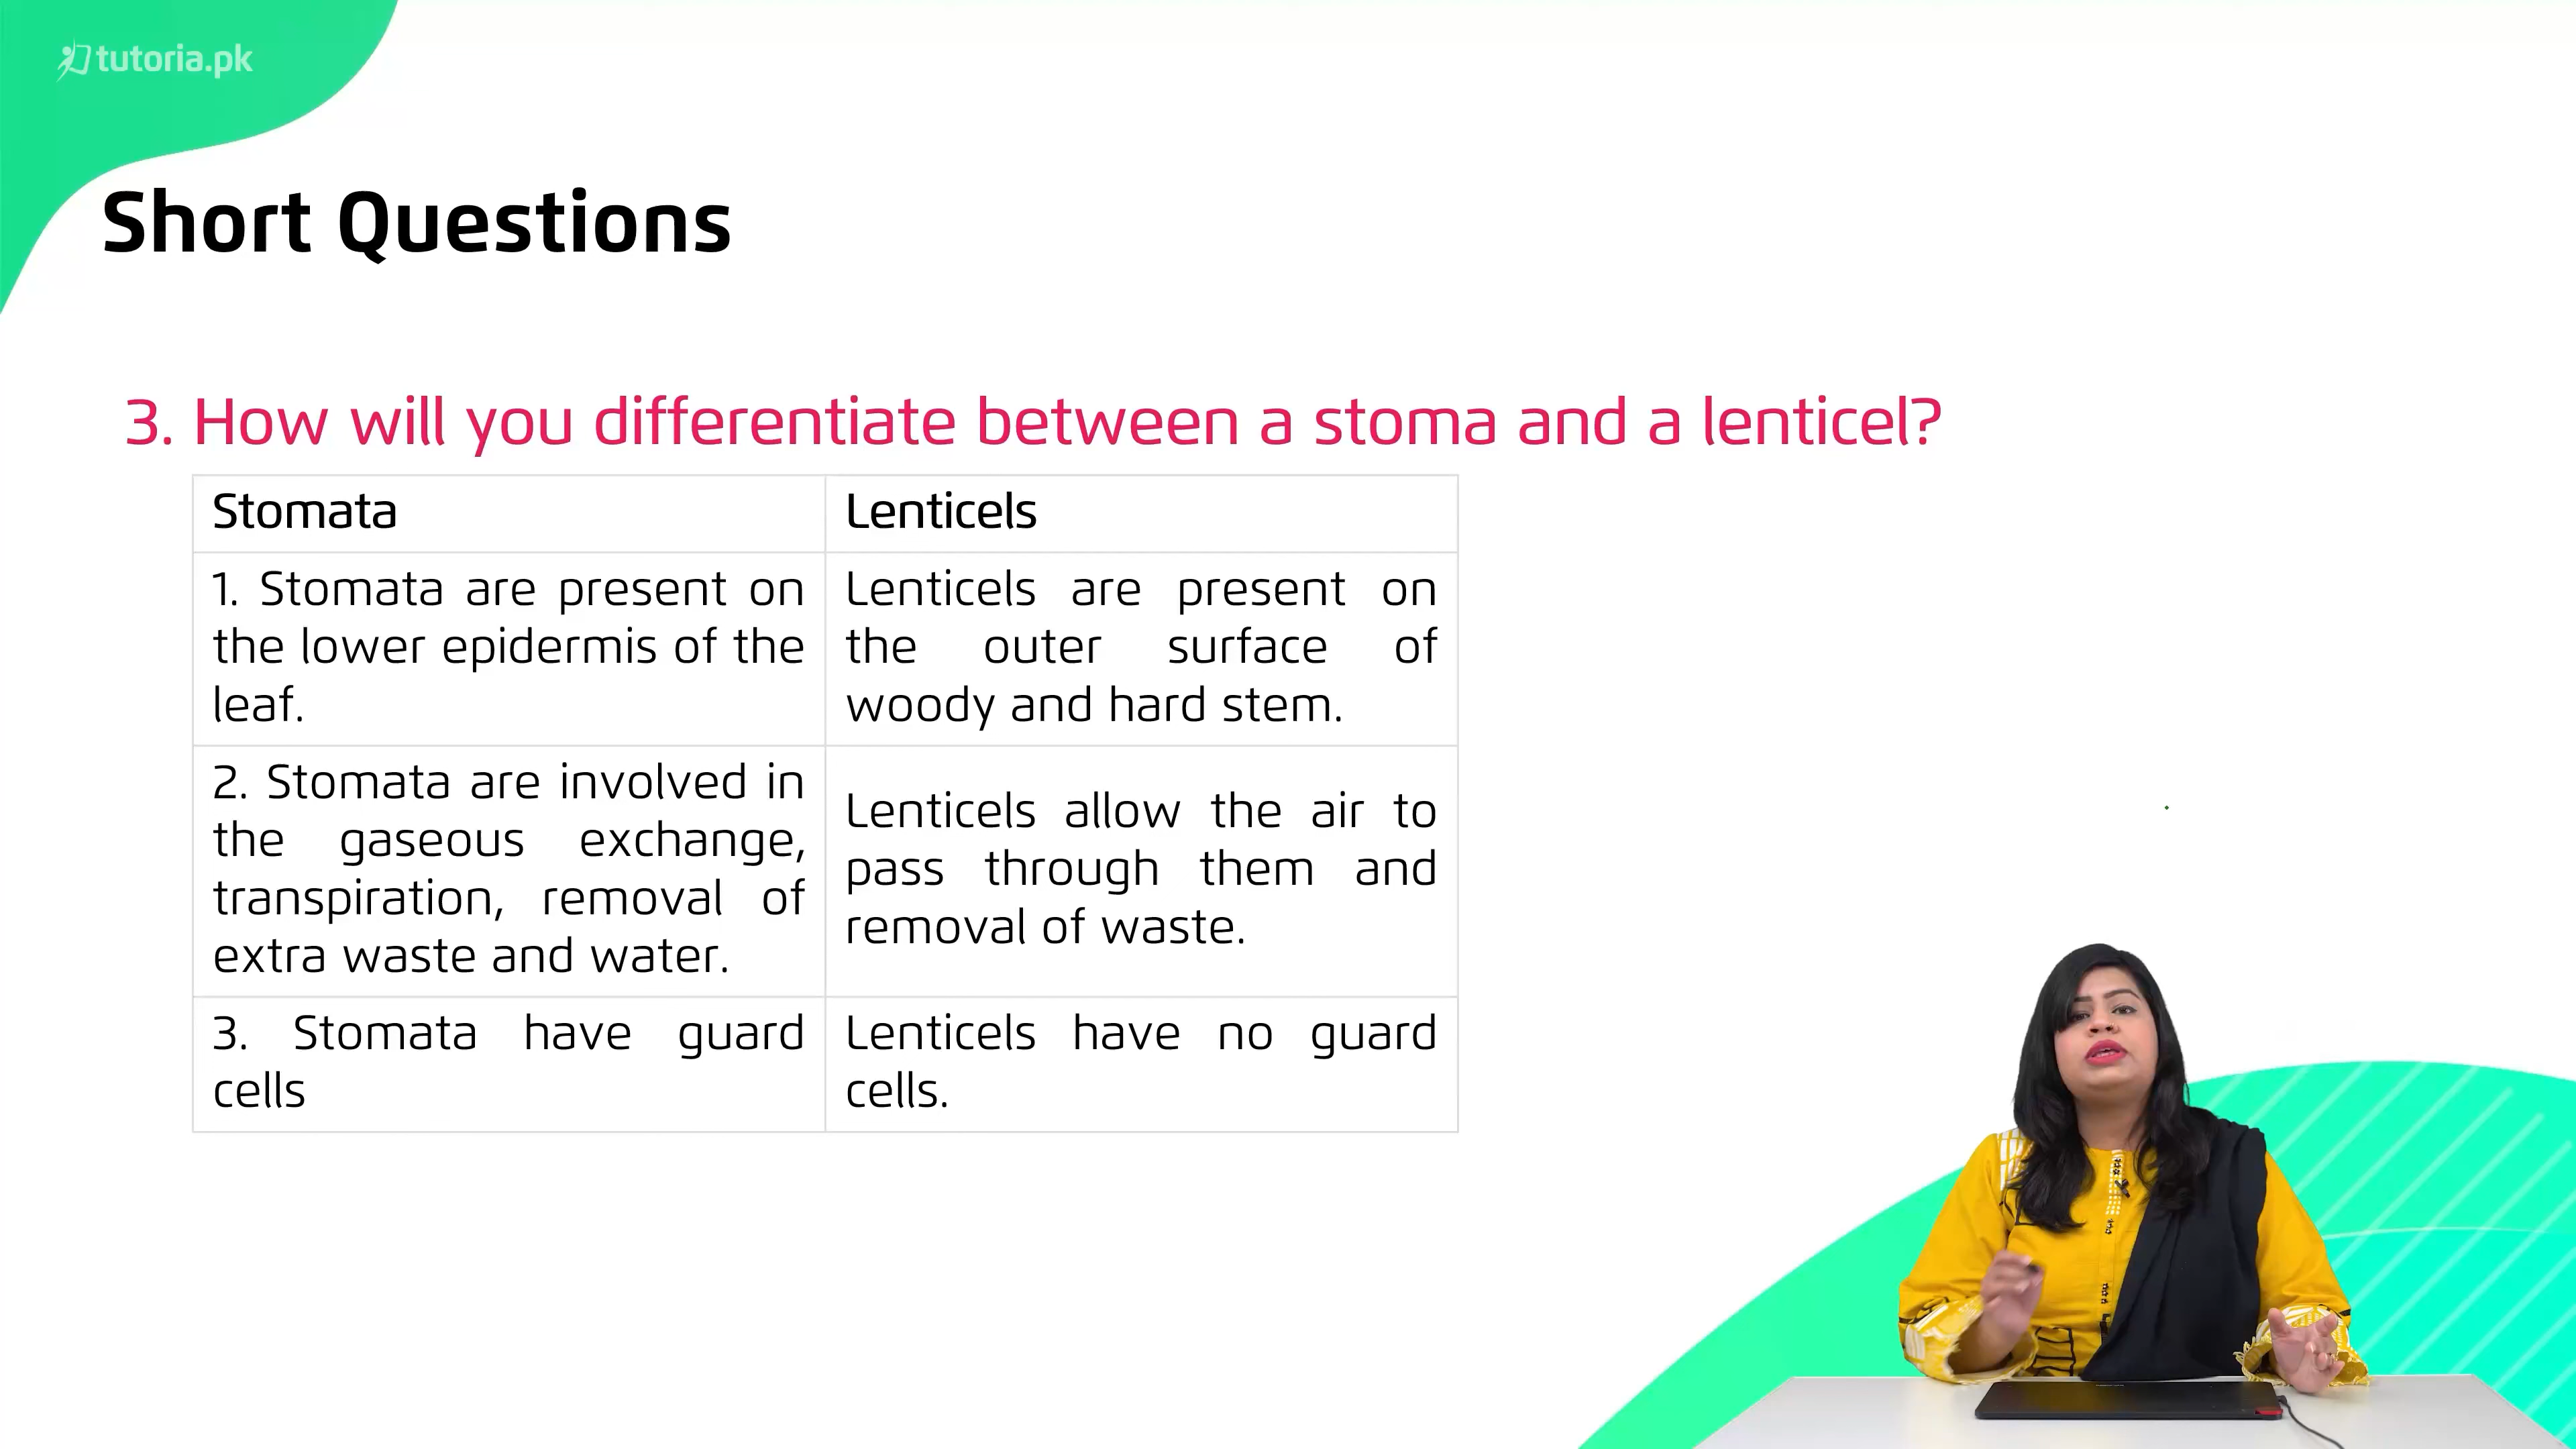 tutoria.pk
Short Questions
3. How will you differentiate between a stoma and a lenticel?
Stomata
Lenticels
1. Stomata are present on
the lower epidermis of the
leaf.
Lenticels are present on
the outer surface of
woody and hard stem.
2. Stomata are involved in
the gaseous exchange,
transpiration, removal of
extra waste and water.
Lenticels allow the air to
pass through them and
removal of waste.
3. Stomata have guard
cells
Lenticels have no guard
cells.